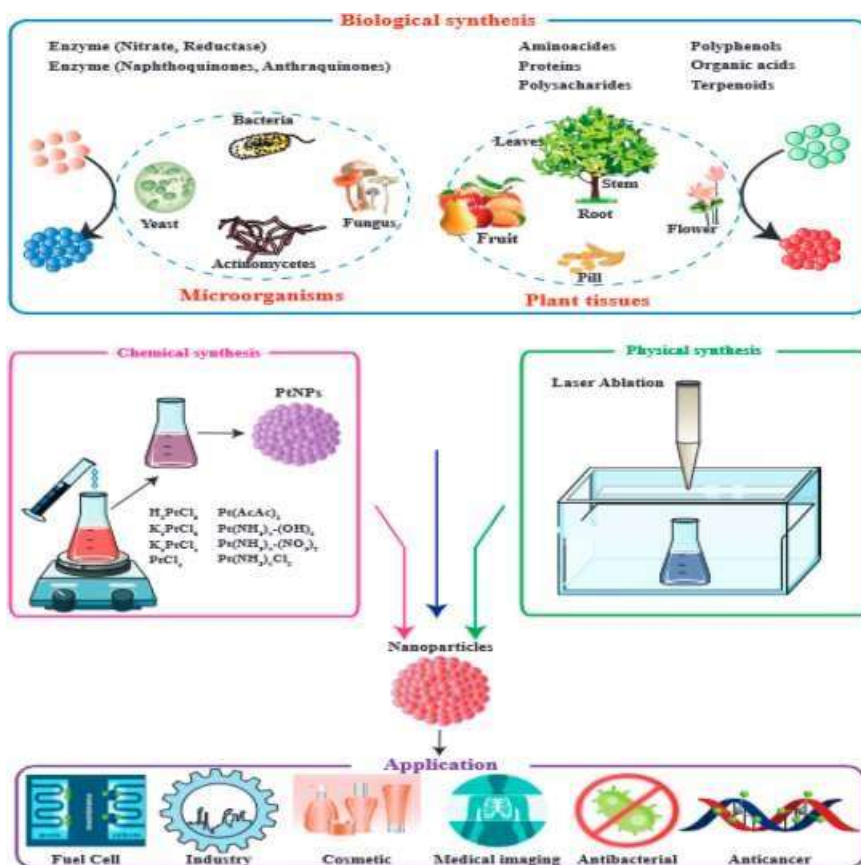 Biological synthesis
Enzyme (Nitrate, Reductase)
Enzyme (Naphthoquinones, Anthraquinones)
Aminoacides
Proteins
Polysacharides
Polyphenols
Organic acids
Terpenoids
Bacteria
Yeast
Fungus
Actinomycetes
Microorganisms
Leaves
Stem
Root
Fruit
Flower
Pill
Plant tissues
Chemical synthesis
PtNPs
Physical synthesis
Laser Ablation
Nanoparticles
Application
Fuel Cell
Industry
Cosmetic
Medical imaging
Antibacterial
Anticancer